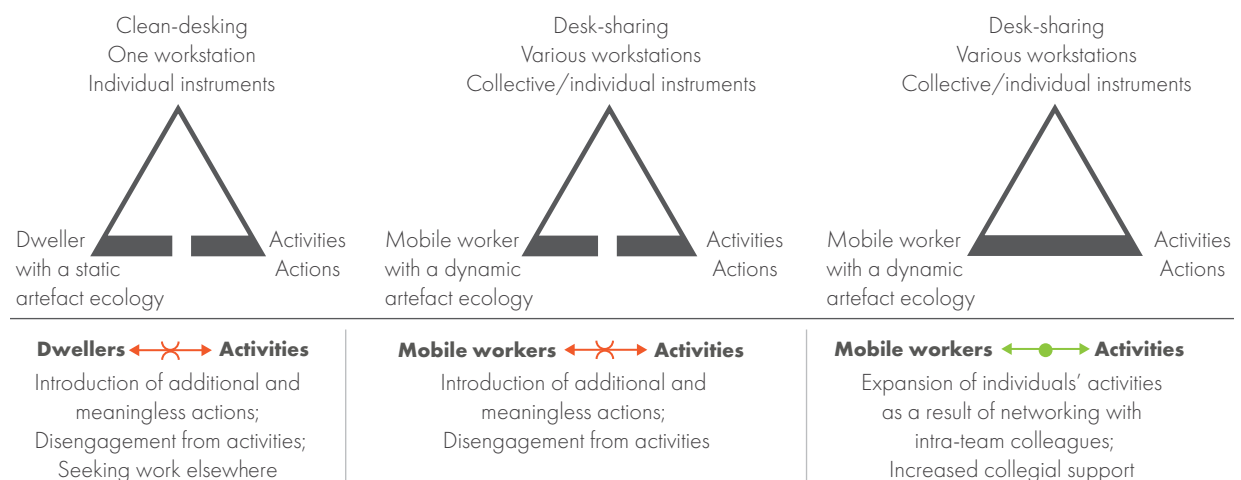 Clean-desking
One workstation
Individual instruments
Dweller
with a static
artefact ecology
Activities
Actions
Desk-sharing
Various workstations
Collective/individual instruments
Mobile worker
with a dynamic
artefact ecology
Activities
Actions
Desk-sharing
Various workstations
Collective/individual instruments
Mobile worker
with a dynamic
artefact ecology
Activities
Actions
Dwellers Activities
Introduction of additional and
meaningless actions;
Disengagement from activities;
Seeking work elsewhere
Mobile workers Activities
Introduction of additional and
meaningless actions;
Disengagement from activities
Mobile workers Activities
Expansion of individuals’ activities
as a result of networking with
intra-team colleagues;
Increased collegial support